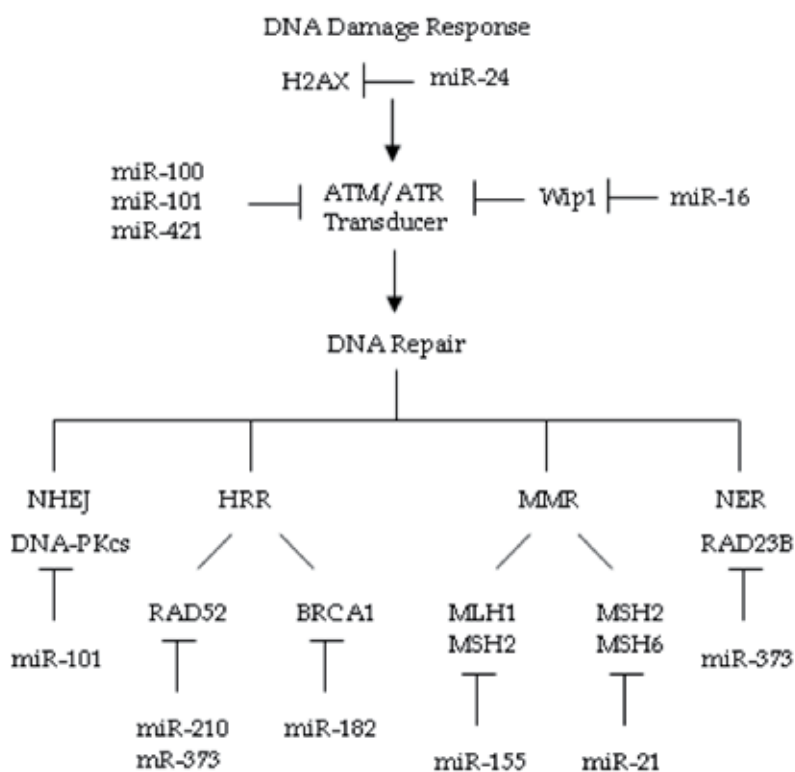 DNA Damage Response
H2AX miR-24
miR-100
miR-101
miR-421
ATM/ATR
Transducer
Wip1 miR-16
DNA Repair
NHEJ HRR MMR NER
DNA-PKcs RAD23B
RAD52 BRCA1 MLH1 MSH2
MSH2 MSH6
miR-101 miR-373
miR-210 miR-182
mR-373
miR-155 miR-21